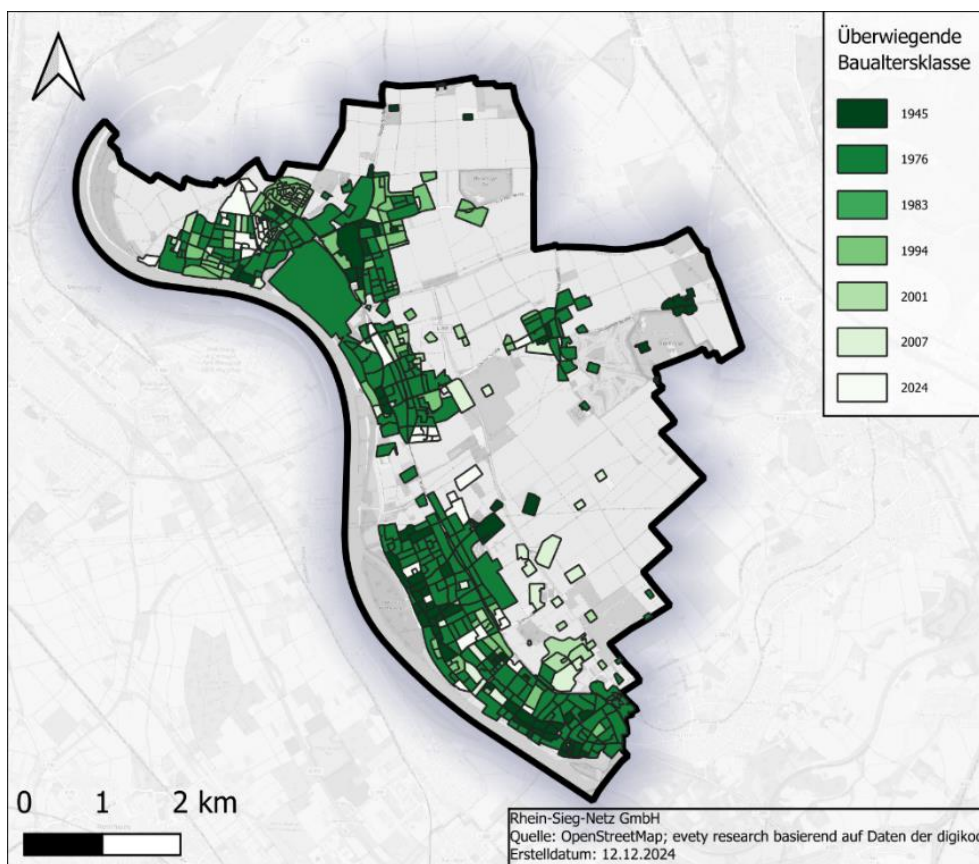 Überwiegende
Baualtersklasse
1945
1976
1983
1994
2001
2007
2024
0 1 2 km
Rhein-Sieg-Netz GmbH
Quelle: OpenStreetMap; evety research basierend auf Daten der digikoo
Erstelldatum: 12.12.2024